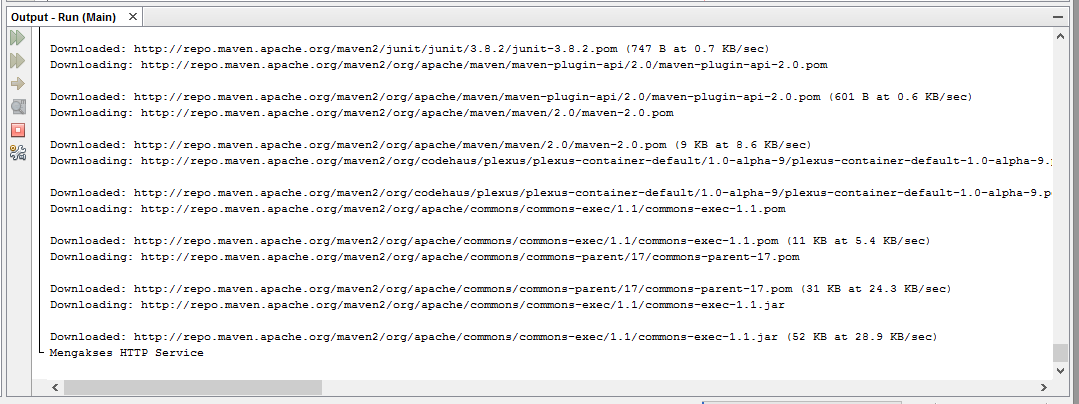 Output - Run (Main)
Downloaded: http://repo.maven.apache.org/maven2/junit/junit/3.8.2/junit-3.8.2.pom (747 B at 0.7 KB/sec)
Downloading: http://repo.maven.apache.org/maven2/org/apache/maven/maven-plugin-api/2.0/maven-plugin-api-2.0.pom
Downloaded: http://repo.maven.apache.org/maven2/org/apache/maven/maven-plugin-api/2.0/maven-plugin-api-2.0.pom (601 B at 0.6 KB/sec)
Downloading: http://repo.maven.apache.org/maven2/org/apache/maven/maven/2.0/maven-2.0.pom
Downloaded: http://repo.maven.apache.org/maven2/org/apache/maven/maven/2.0/maven-2.0.pom (9 KB at 8.6 KB/sec)
Downloading: http://repo.maven.apache.org/maven2/org/codehaus/plexus/plexus-container-default/1.0-alpha-9/plexus-container-default-1.0-alpha-9.
Downloaded: http://repo.maven.apache.org/maven2/org/codehaus/plexus/plexus-container-default/1.0-alpha-9/plexus-container-default-1.0-alpha-9.po
Downloading: http://repo.maven.apache.org/maven2/org/apache/commons/commons-exec/1.1/commons-exec-1.1.pom
Downloaded: http://repo.maven.apache.org/maven2/org/apache/commons/commons-exec/1.1/commons-exec-1.1.pom (11 KB at 5.4 KB/sec)
Downloading: http://repo.maven.apache.org/maven2/org/apache/commons/commons-parent/17/commons-parent-17.pom
Downloaded: http://repo.maven.apache.org/maven2/org/apache/commons/commons-parent/17/commons-parent-17.pom (31 KB at 24.3 KB/sec)
Downloading: http://repo.maven.apache.org/maven2/org/apache/commons/commons-exec/1.1/commons-exec-1.1.jar
Downloaded: http://repo.maven.apache.org/maven2/org/apache/commons/commons-exec/1.1/commons-exec-1.1.jar (52 KB at 28.9 KB/sec)
Mengakses HTTP Service